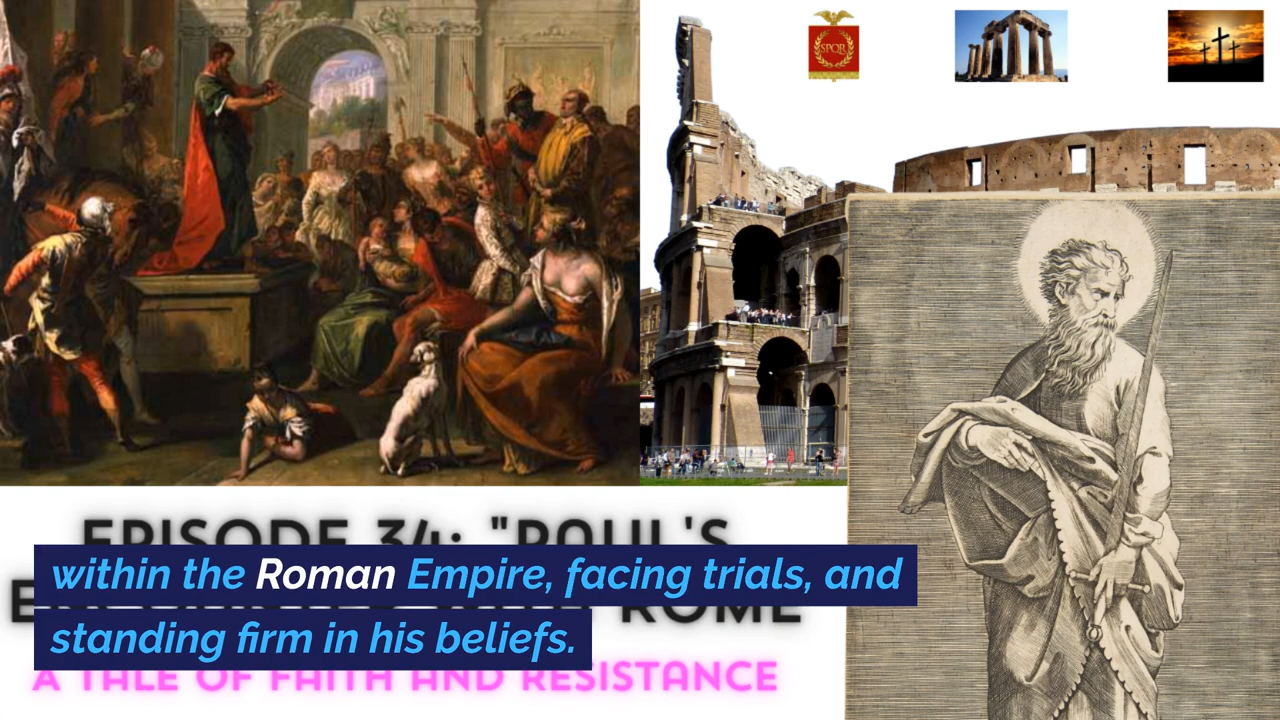 SPQR
EPISODE 34: "PAUL'S
within the Roman Empire, facing trials, and
ROME
standing firm in his beliefs.
A TALE OF FAITH AND RESISTANCE